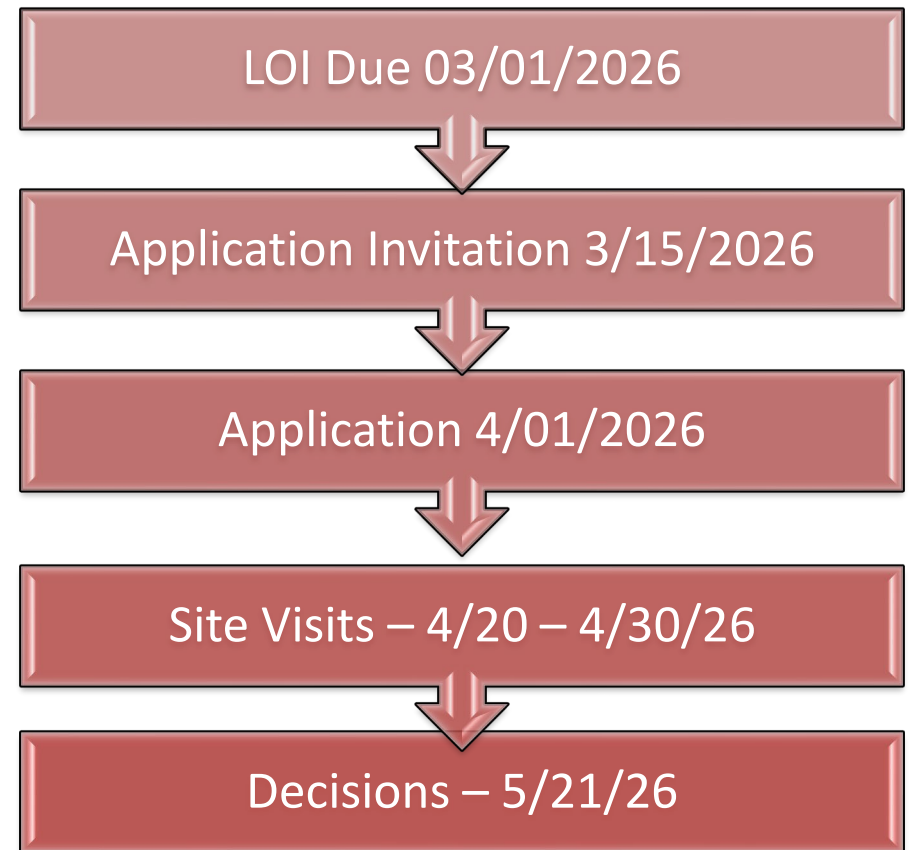 LOI Due 03/01/2026
Application Invitation 3/15/2026
Application 4/01/2026
Site Visits – 4/20 – 4/30/26
Decisions – 5/21/26